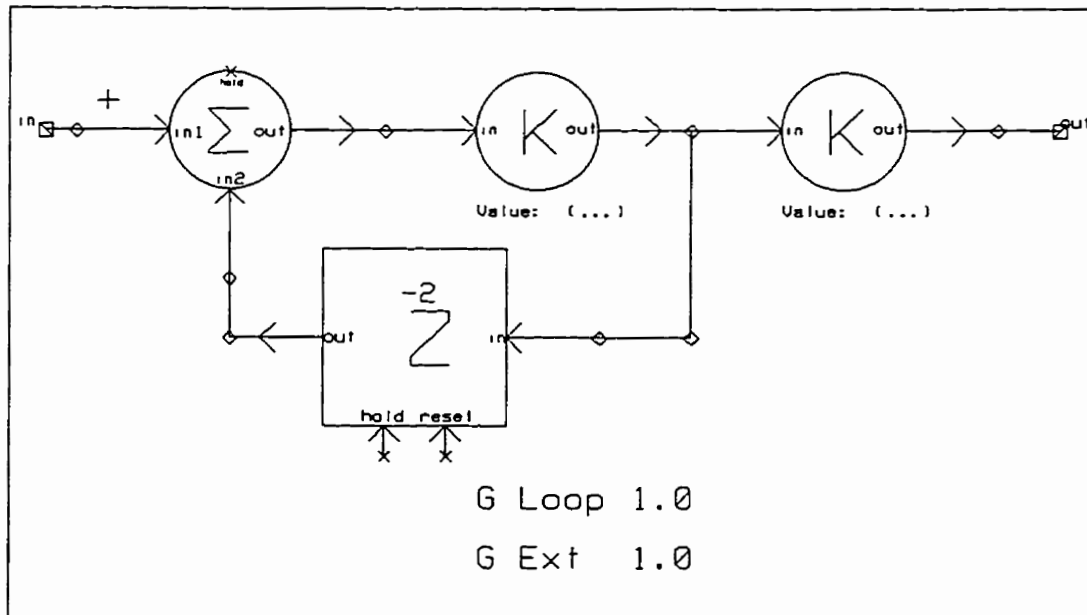 +
hold
in
in1 Σ out
in K out
in K out
out
in2
Value: (...)
Value: (...)
-2
Z
out
in
hold reset
G Loop 1.0
G Ext 1.0